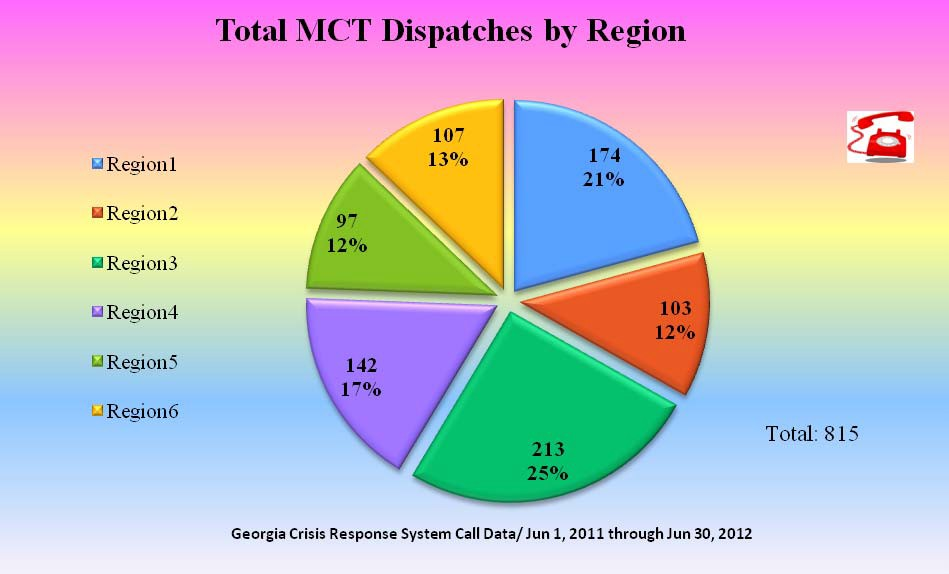 Total MCT Dispatches by Region
Region1
Region2
Region3
Region4
Region5
Region6
174
21%
103
12%
213
25%
142
17%
97
12%
107
13%
Total: 815
Georgia Crisis Response System Call Data/ Jun 1, 2011 through Jun 30, 2012